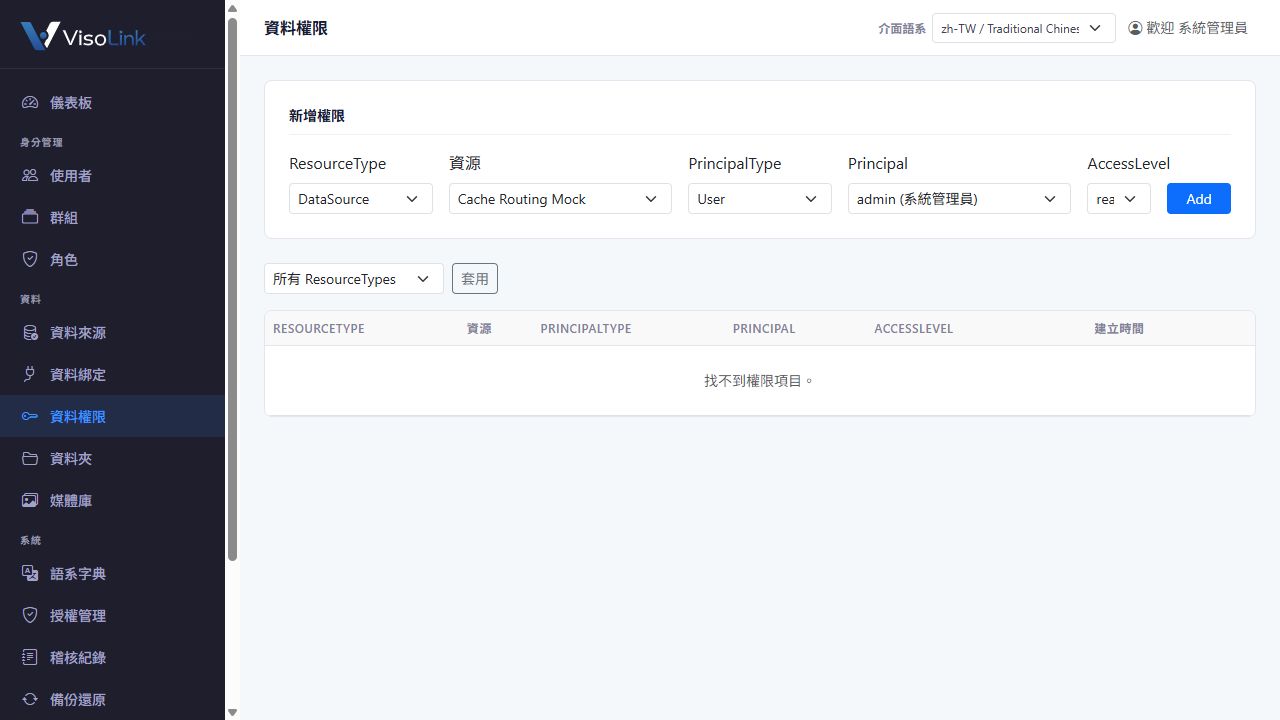 VisoLink
儀表板
身分管理
使用者
群組
角色
資料
資料來源
資料綁定
資料權限
資料夾
媒體庫
系統
語系字典
授權管理
稽核紀錄
備份還原
資料權限
介面語系 zh-TW / Traditional Chines 歡迎 系統管理員
新增權限
ResourceType 資源 PrincipalType Principal AccessLevel
DataSource Cache Routing Mock User admin (系統管理員) rea Add
所有 ResourceTypes 套用
RESOURCETYPE 資源 PRINCIPALTYPE PRINCIPAL ACCESSLEVEL 建立時間
找不到權限項目。